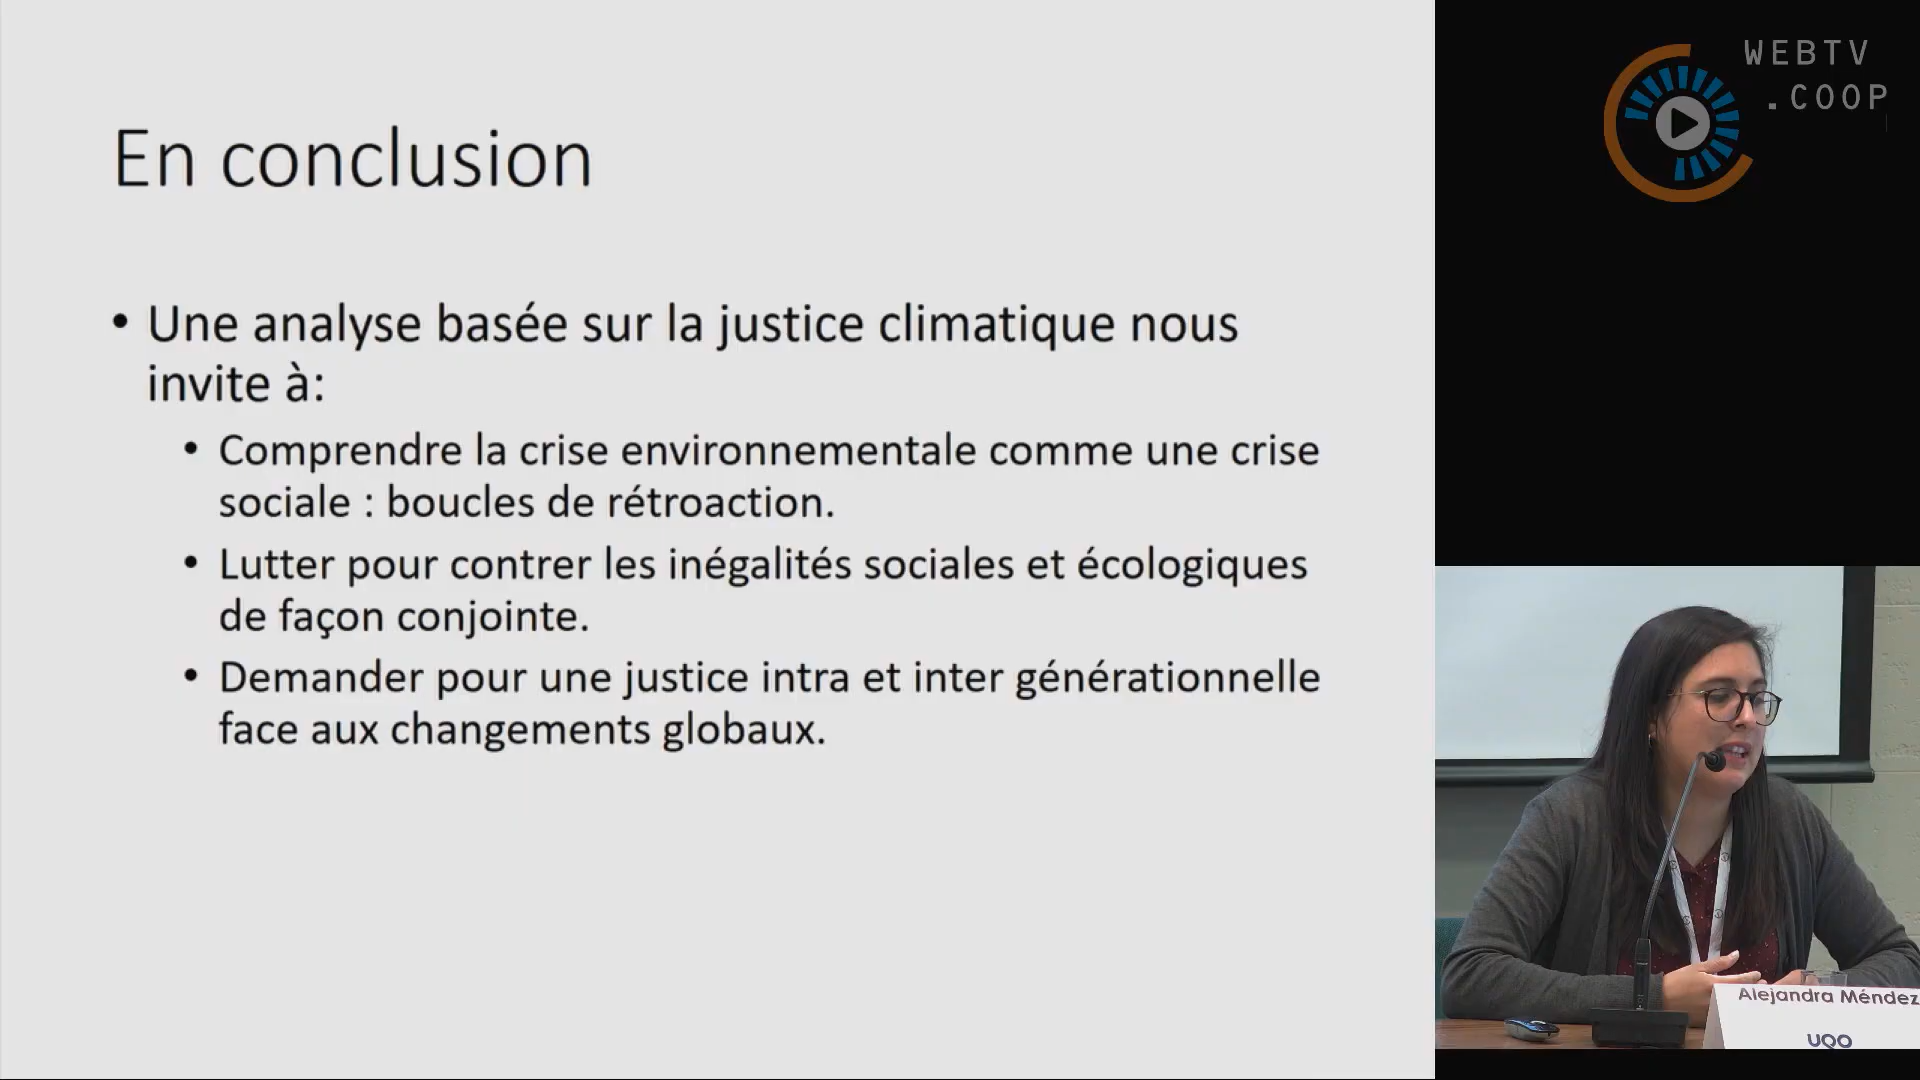 En conclusion
• Une analyse basée sur la justice climatique nous
invite à:
• Comprendre la crise environnementale comme une crise
sociale : boucles de rétroaction.
• Lutter pour contrer les inégalités sociales et écologiques
de façon conjointe.
• Demander pour une justice intra et inter générationnelle
face aux changements globaux.
WEBTV
.COOP
Alejandra Méndez
UQO